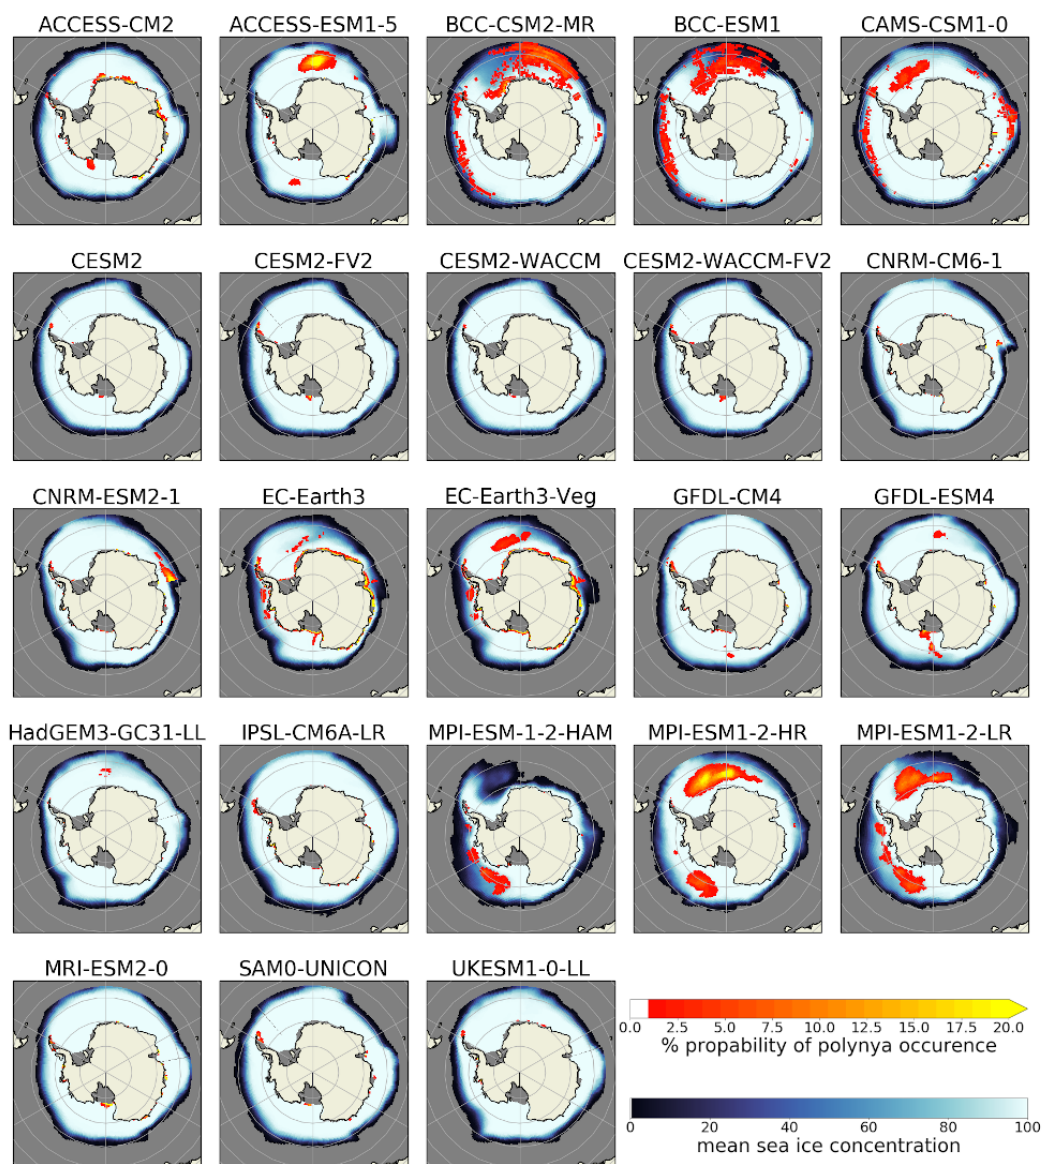 ACCESS-CM2 ACCESS-ESM1-5 BCC-CSM2-MR BCC-ESM1 CAMS-CSM1-0
CESM2 CESM2-FV2 CESM2-WACCM CESM2-WACCM-FV2 CNRM-CM6-1
CNRM-ESM2-1 EC-Earth3 EC-Earth3-Veg GFDL-CM4 GFDL-ESM4
HadGEM3-GC31-LL IPSL-CM6A-LR MPI-ESM-1-2-HAM MPI-ESM1-2-HR MPI-ESM1-2-LR
MRI-ESM2-0 SAM0-UNICON UKESM1-0-LL
0.0 2.5 5.0 7.5 10.0 12.5 15.0 17.5 20.0
% propability of polynya occurence
0 20 40 60 80 100
mean sea ice concentration